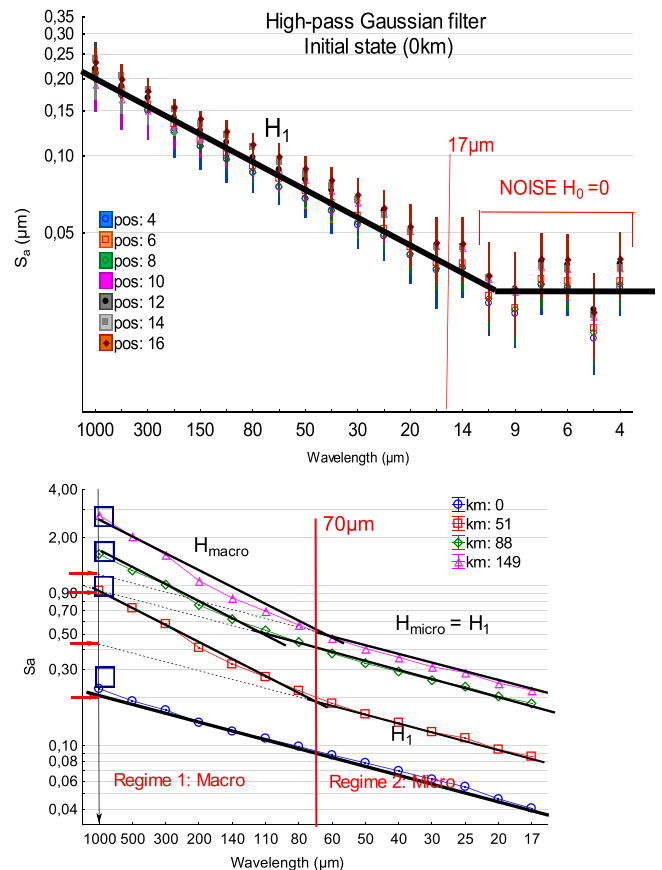 High-pass Gaussian filter
Initial state (0km)
0,35
0,30
0,25
0,20
0,15
0,10
0,05
Sa (µm)
H1
17µm
NOISE H0 =0
pos: 4
pos: 6
pos: 8
pos: 10
pos: 12
pos: 14
pos: 16
1000 300 150 80 50 30 20 14 9 6 4
Wavelength (µm)
4,00
2,00
0,90
0,70
0,50
0,30
0,10
0,08
0,06
0,04
Sa
70µm
km: 0
km: 51
km: 88
km: 149
Hmacro
Hmicro = H1
H1
Regime 1: Macro
Regime 2: Micro
1000 500 300 200 140 110 80 60 50 40 30 25 20 17
Wavelength (µm)